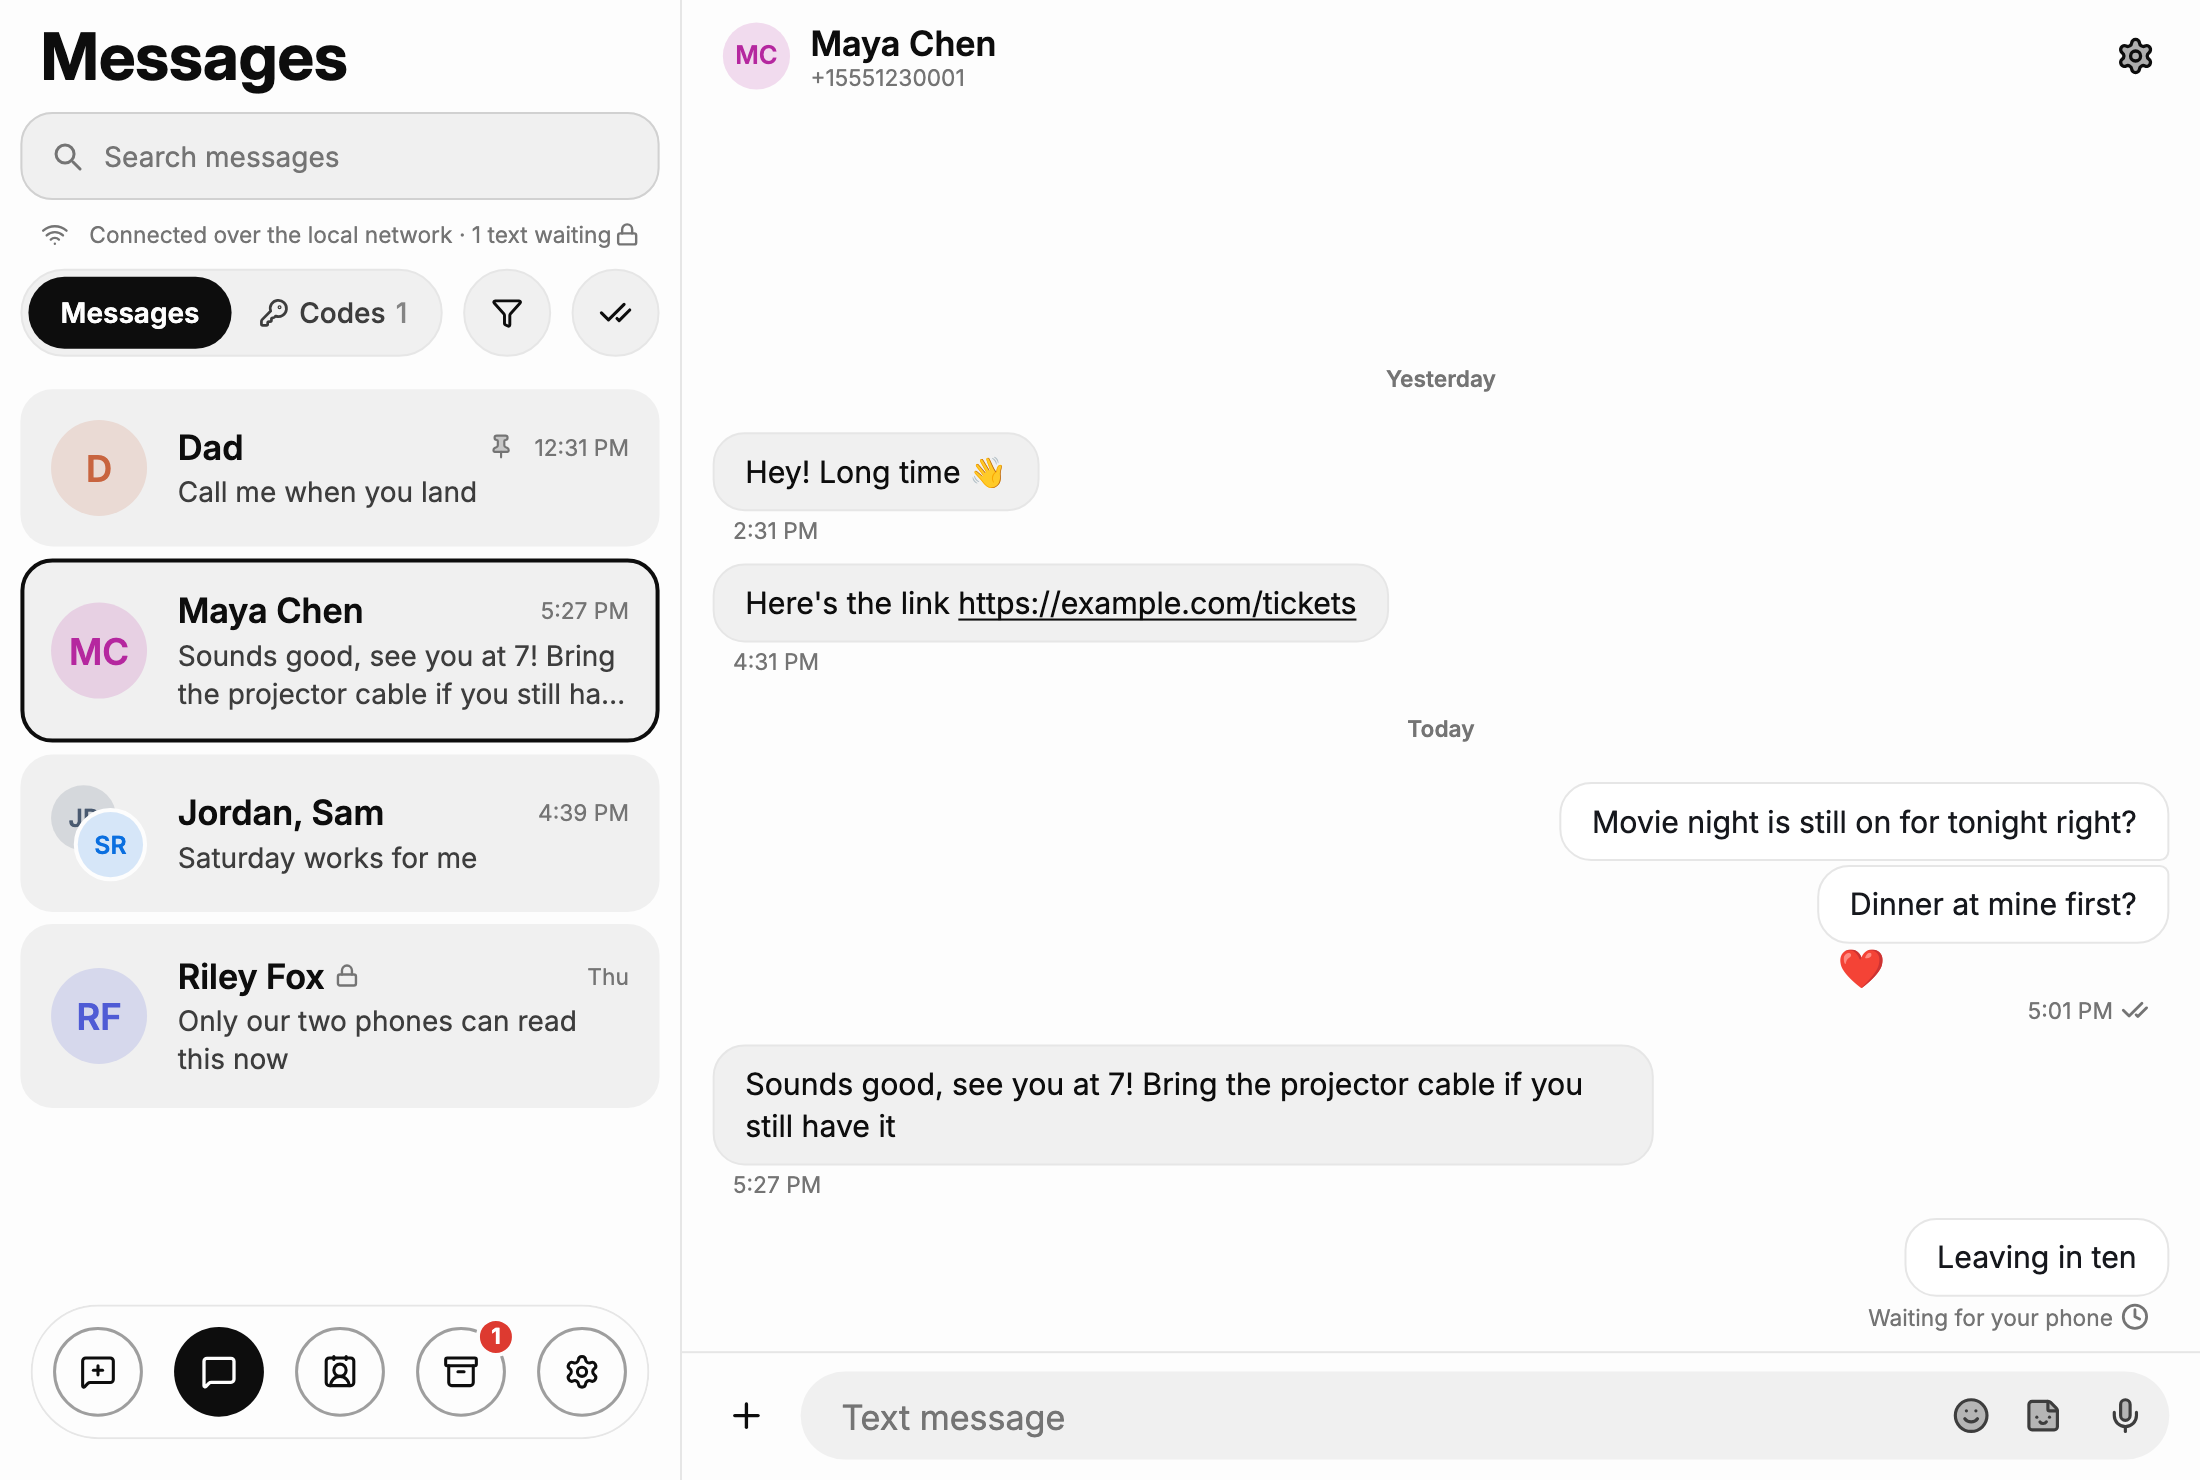 Messages
Search messages
Connected over the local network · 1 text waiting
Messages
Codes 1
D
Dad
12:31 PM
Call me when you land
MC
Maya Chen
5:27 PM
Sounds good, see you at 7! Bring
the projector cable if you still ha...
SR
Jordan, Sam
4:39 PM
Saturday works for me
RF
Riley Fox
Thu
Only our two phones can read
this now
1
MC
Maya Chen
+15551230001
Yesterday
Hey! Long time 👋
2:31 PM
Here's the link https://example.com/tickets
4:31 PM
Today
Movie night is still on for tonight right?
Dinner at mine first?
❤️
5:01 PM
Sounds good, see you at 7! Bring the projector cable if you
still have it
5:27 PM
Leaving in ten
Waiting for your phone
Text message